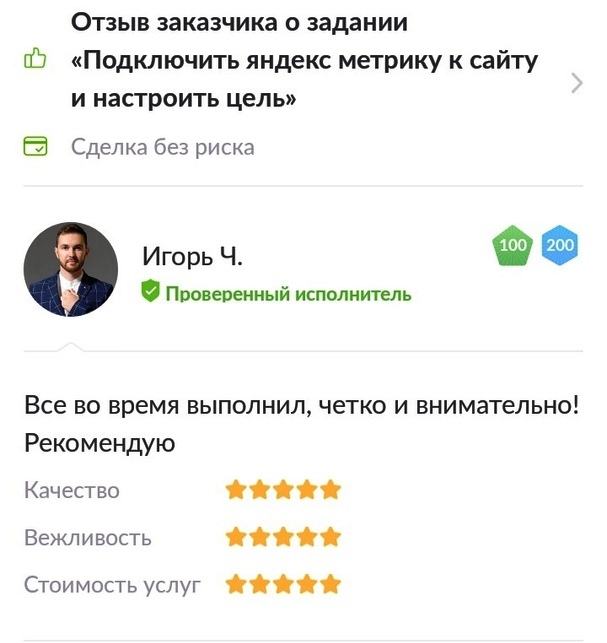 Отзыв заказчика о задании
«Подключить яндекс метрику к сайту
и настроить цель»
Сделка без риска
Игорь Ч.
100 200
Проверенный исполнитель
Все во время выполнил, четко и внимательно!
Рекомендую
Качество
Вежливость
Стоимость услуг